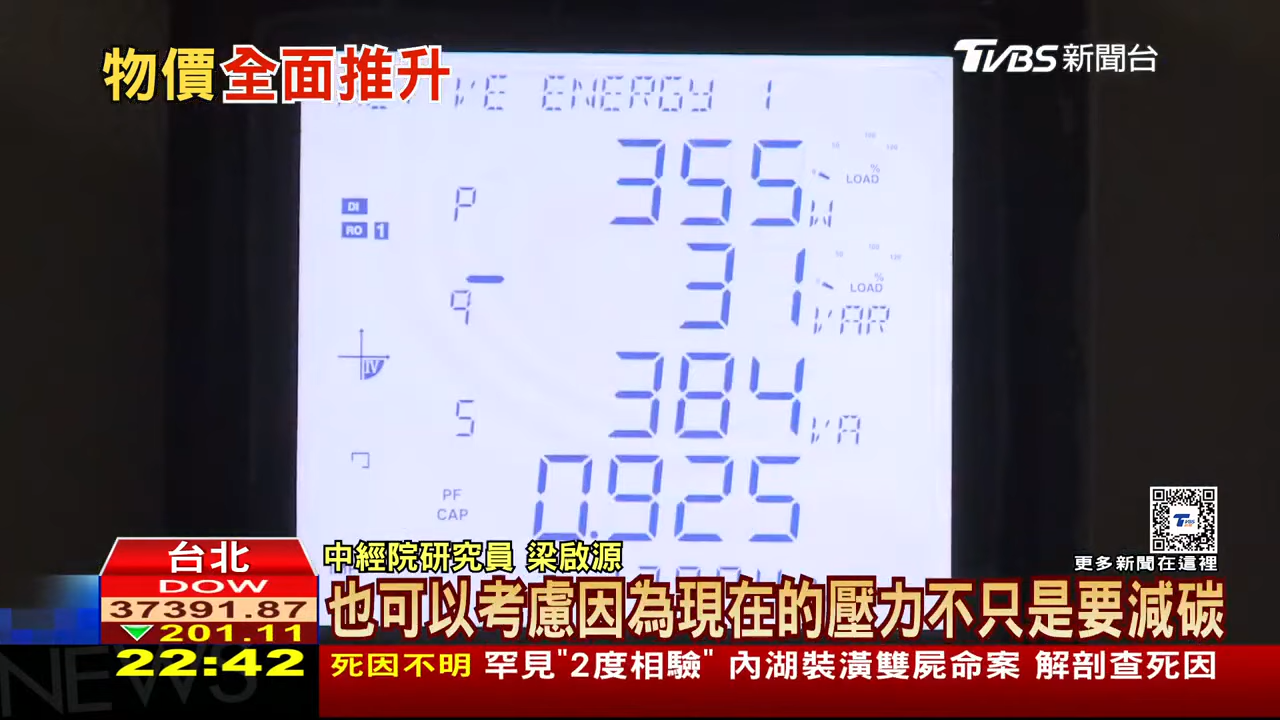 物價全面推升
TVBS新聞台
VE ENERGY 1
P 355 W
% LOAD
DI
RO 1
q - 31 VAR
% LOAD
IV
S 384 VA
PF CAP 0.925
更多新聞在這裡
台北
中經院研究員 梁啟源
DOW
37391.87
201.11
也可以考慮因為現在的壓力不只是要減碳
22:42
死因不明 罕見"2度相驗" 內湖裝潢雙屍命案 解剖查死因
NEWS